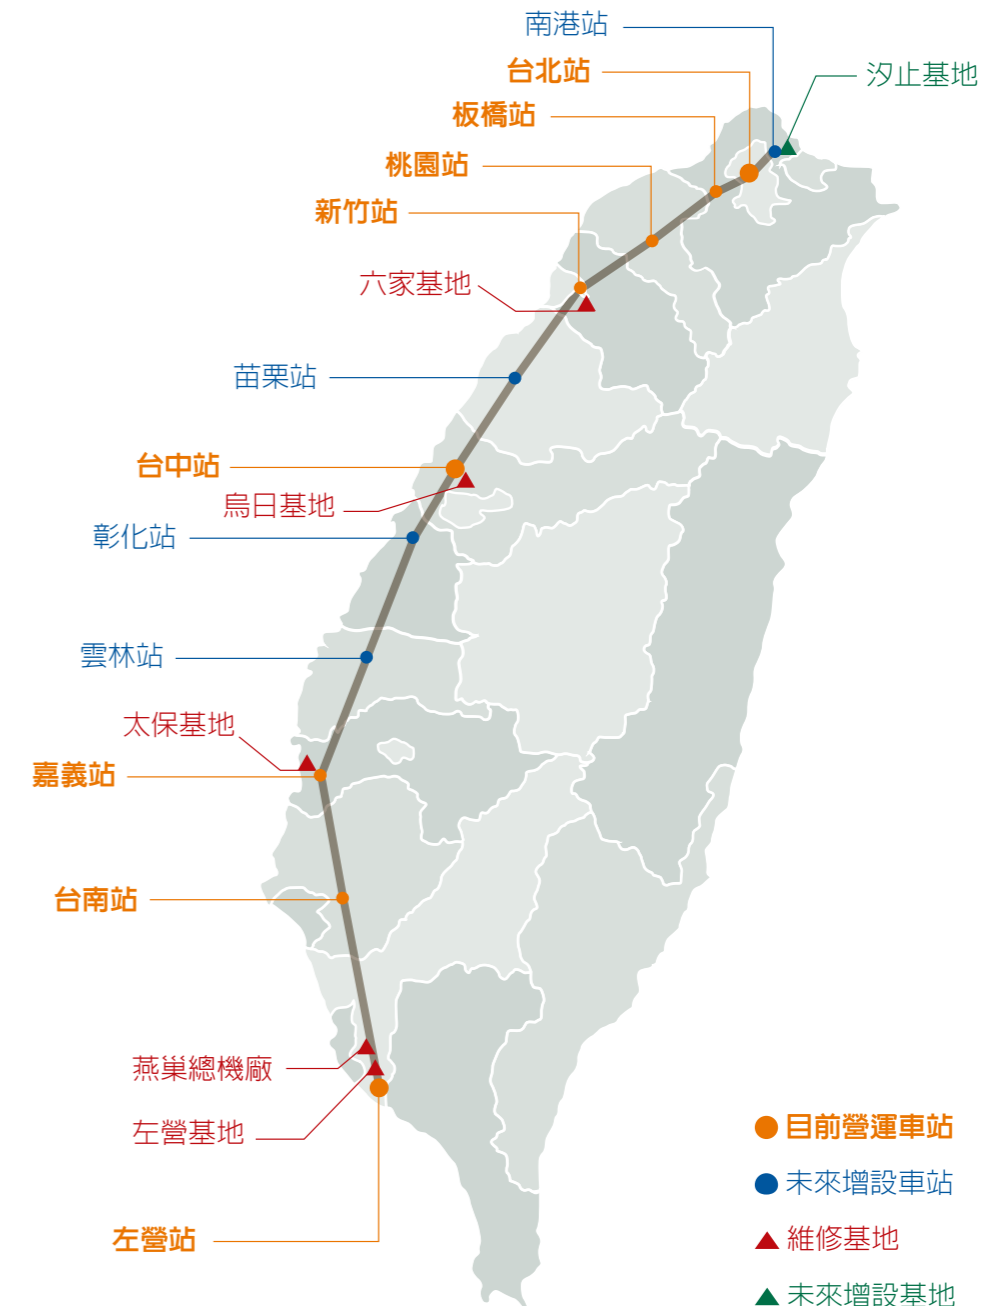 南港站
台北站
汐止基地
板橋站
桃園站
新竹站
六家基地
苗栗站
台中站
烏日基地
彰化站
雲林站
太保基地
嘉義站
台南站
燕巢總機廠
左營基地
左營站
目前營運車站
未來增設車站
維修基地
未來增設基地